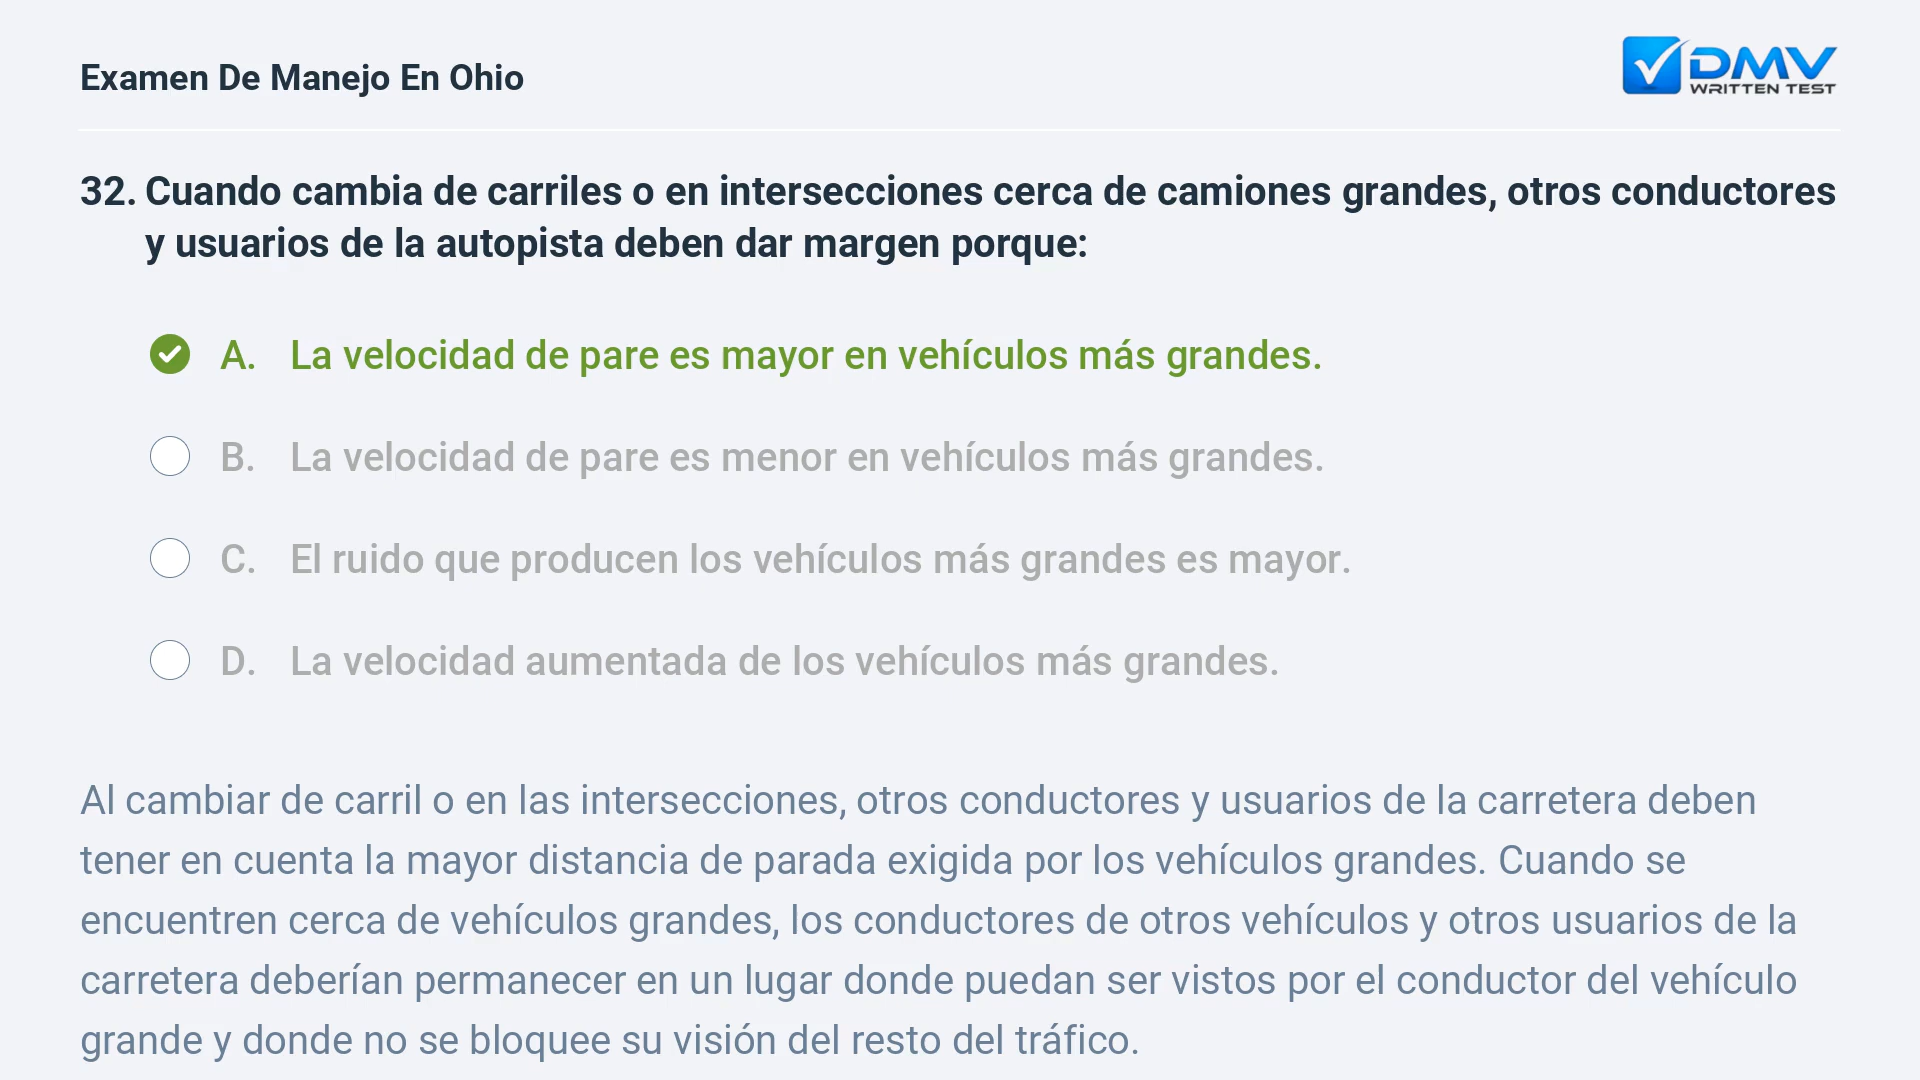 Examen De Manejo En Ohio
DMV
WRITTEN TEST
32. Cuando cambia de carriles o en intersecciones cerca de camiones grandes, otros conductores
y usuarios de la autopista deben dar margen porque:
A. La velocidad de pare es mayor en vehículos más grandes.
B. La velocidad de pare es menor en vehículos más grandes.
C. El ruido que producen los vehículos más grandes es mayor.
D. La velocidad aumentada de los vehículos más grandes.
Al cambiar de carril o en las intersecciones, otros conductores y usuarios de la carretera deben
tener en cuenta la mayor distancia de parada exigida por los vehículos grandes. Cuando se
encuentren cerca de vehículos grandes, los conductores de otros vehículos y otros usuarios de la
carretera deberían permanecer en un lugar donde puedan ser vistos por el conductor del vehículo
grande y donde no se bloquee su visión del resto del tráfico.